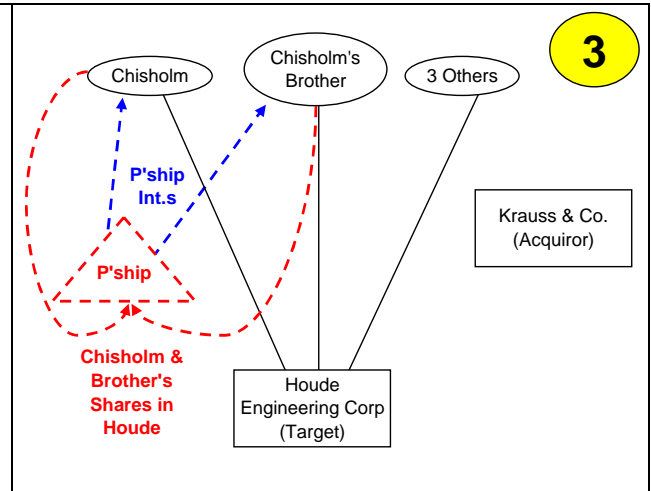 3
Chisholm
Chisholm's
Brother
3 Others
P'ship
Int.s
Krauss & Co.
(Acquiror)
P'ship
Chisholm &
Brother's
Shares in
Houde
Houde
Engineering Corp
(Target)